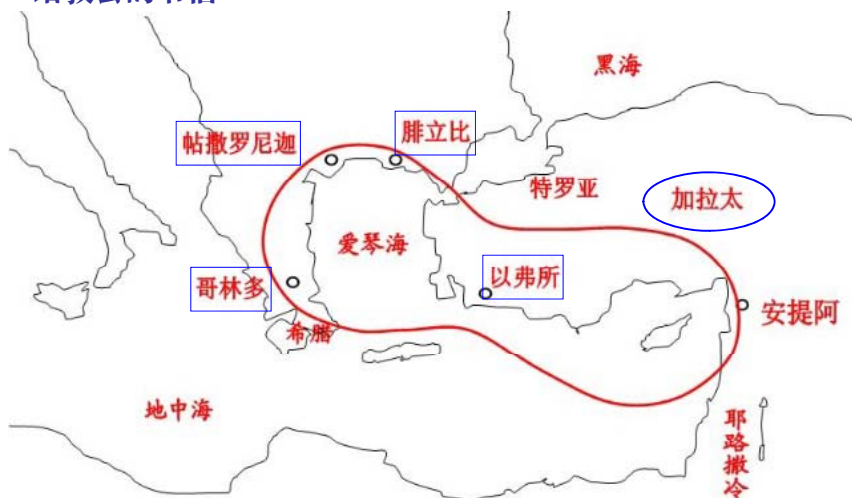 黑海
帖撒罗尼迦
腓立比
特罗亚
加拉太
爱琴海
以弗所
哥林多
安提阿
希腊
地中海
耶路撒冷